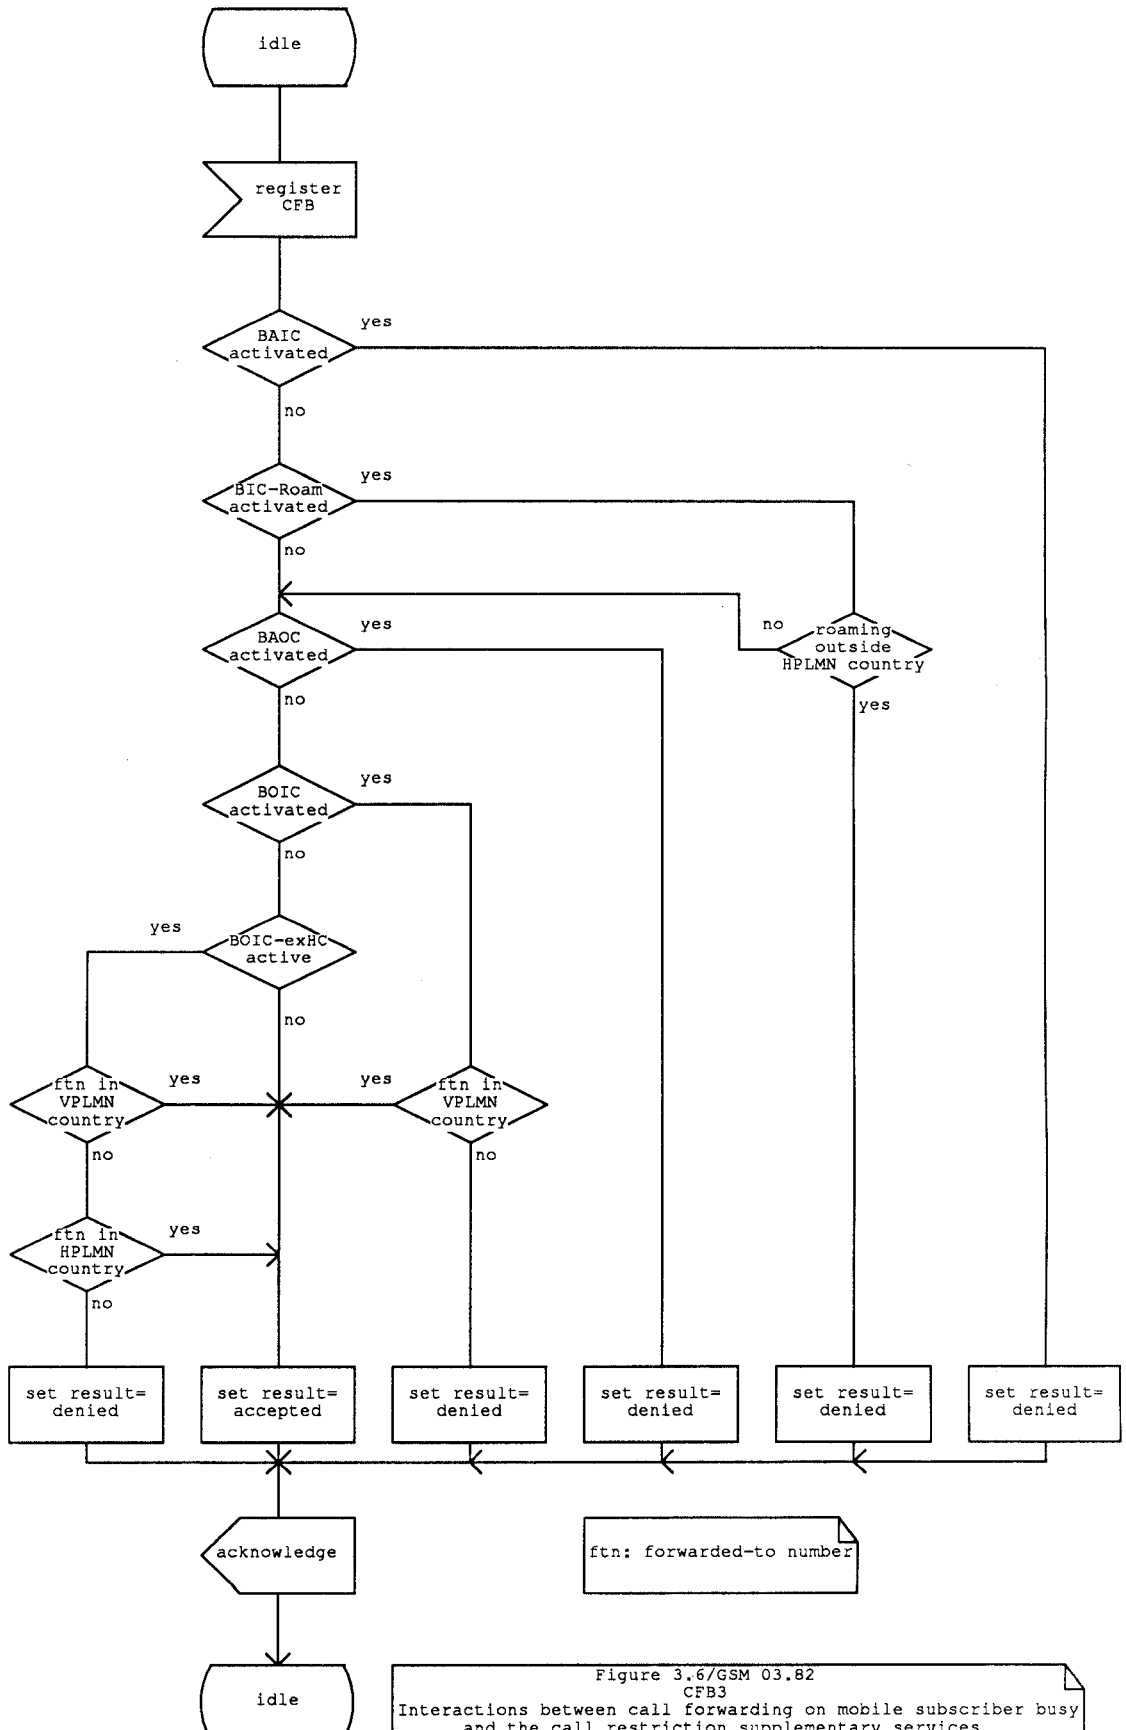 idle
register
CFB
BAIC
activated
yes
no
BIC-Roam
activated
yes
no
BAOC
activated
yes
no
no
roaming
outside
HPLMN country
yes
BOIC
activated
yes
no
yes
BOIC-exHC
active
no
ftn in
VPLMN
country
yes
no
yes
ftn in
VPLMN
country
no
ftn in
HPLMN
country
yes
no
set result=
denied
set result=
accepted
set result=
denied
set result=
denied
set result=
denied
set result=
denied
acknowledge
ftn: forwarded-to number
idle
Figure 3.6/GSM 03.82
CFB3
Interactions between call forwarding on mobile subscriber busy
and the call restriction supplementary services